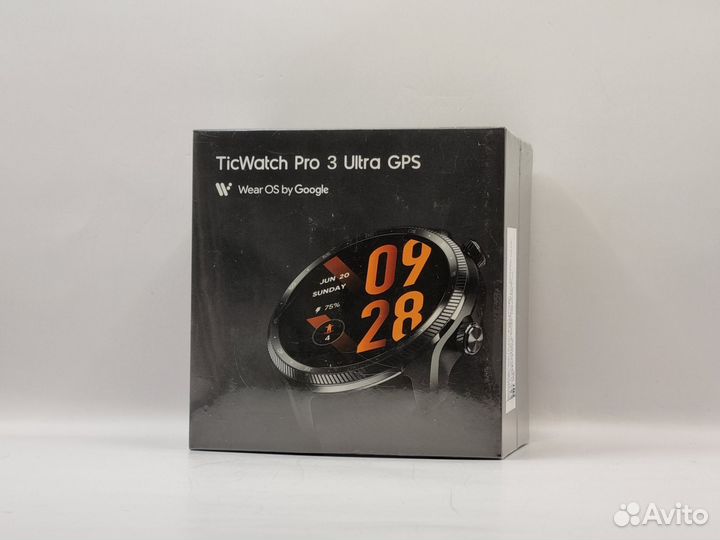 TicWatch Pro 3 Ultra GPS
Wear OS by Google
JUN 20
SUNDAY
75%
4
09
28
Avito